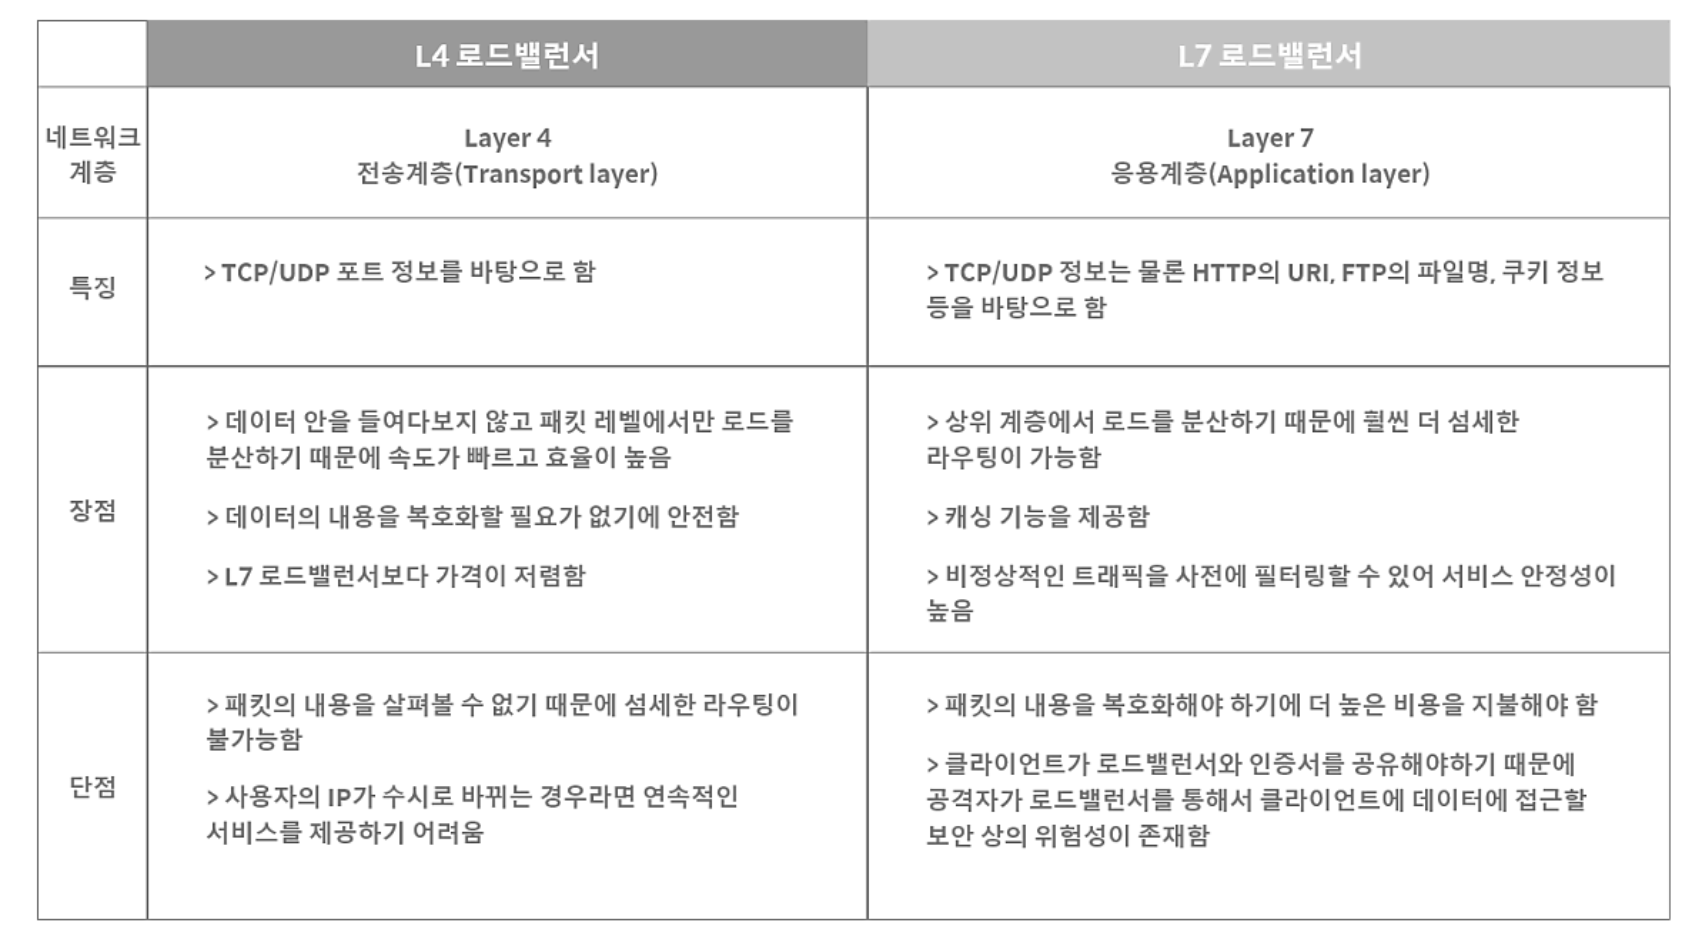 L4 로드밸런서
L7 로드밸런서
네트워크
계층
Layer 4
전송계층(Transport layer)
Layer 7
응용계층(Application layer)
특징
> TCP/UDP 포트 정보를 바탕으로 함
> TCP/UDP 정보는 물론 HTTP의 URI, FTP의 파일명, 쿠키 정보
등을 바탕으로 함
장점
> 데이터 안을 들여다보지 않고 패킷 레벨에서만 로드를
분산하기 때문에 속도가 빠르고 효율이 높음
> 데이터의 내용을 복호화할 필요가 없기에 안전함
> L7 로드밸런서보다 가격이 저렴함
> 상위 계층에서 로드를 분산하기 때문에 훨씬 더 섬세한
라우팅이 가능함
> 캐싱 기능을 제공함
> 비정상적인 트래픽을 사전에 필터링할 수 있어 서비스 안정성이
높음
단점
> 패킷의 내용을 살펴볼 수 없기 때문에 섬세한 라우팅이
불가능함
> 사용자의 IP가 수시로 바뀌는 경우라면 연속적인
서비스를 제공하기 어려움
> 패킷의 내용을 복호화해야 하기에 더 높은 비용을 지불해야 함
> 클라이언트가 로드밸런서와 인증서를 공유해야하기 때문에
공격자가 로드밸런서를 통해서 클라이언트에 데이터에 접근할
보안 상의 위험성이 존재함